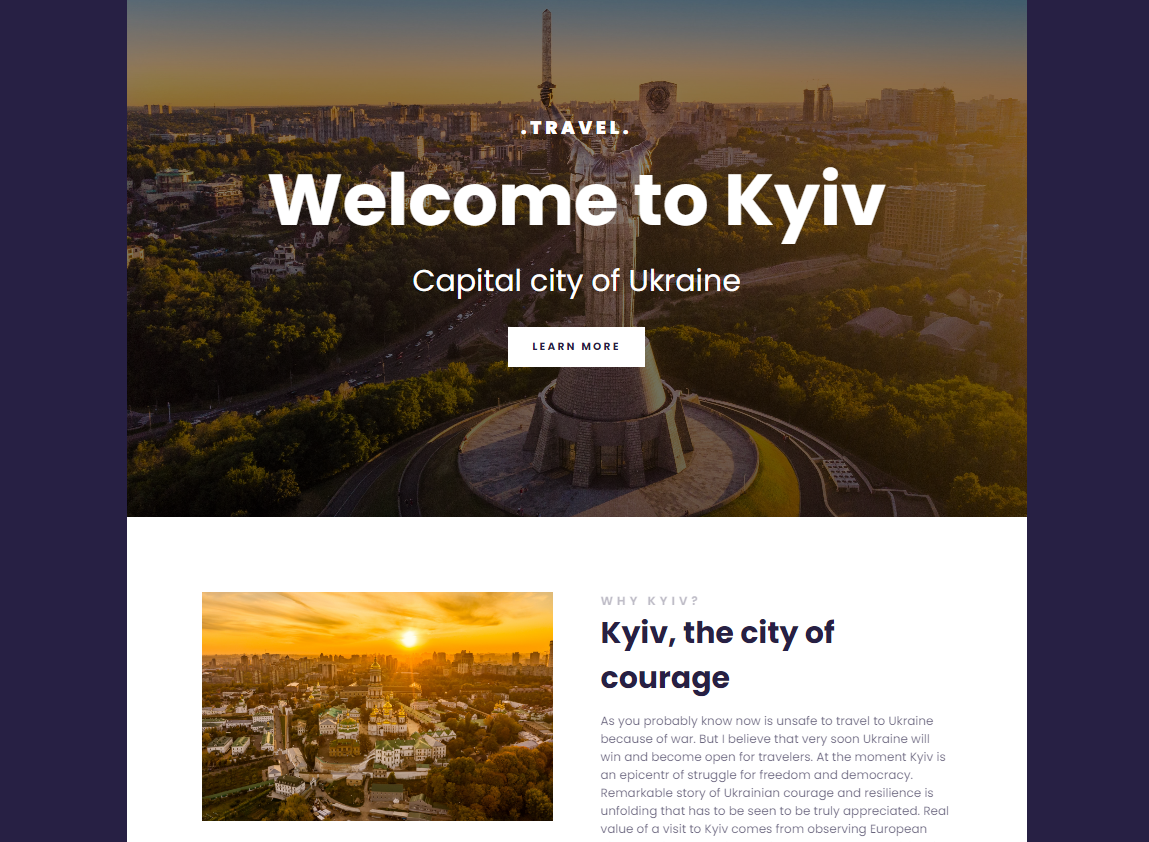 .TRAVEL.
Welcome to Kyiv
Capital city of Ukraine
LEARN MORE
WHY KYIV?
Kyiv, the city of
courage
As you probably know now is unsafe to travel to Ukraine
because of war. But I believe that very soon Ukraine will
win and become open for travelers. At the moment Kyiv is
an epicentr of struggle for freedom and democracy.
Remarkable story of Ukrainian courage and resilience is
unfolding that has to be seen to be truly appreciated. Real
value of a visit to Kyiv comes from observing European